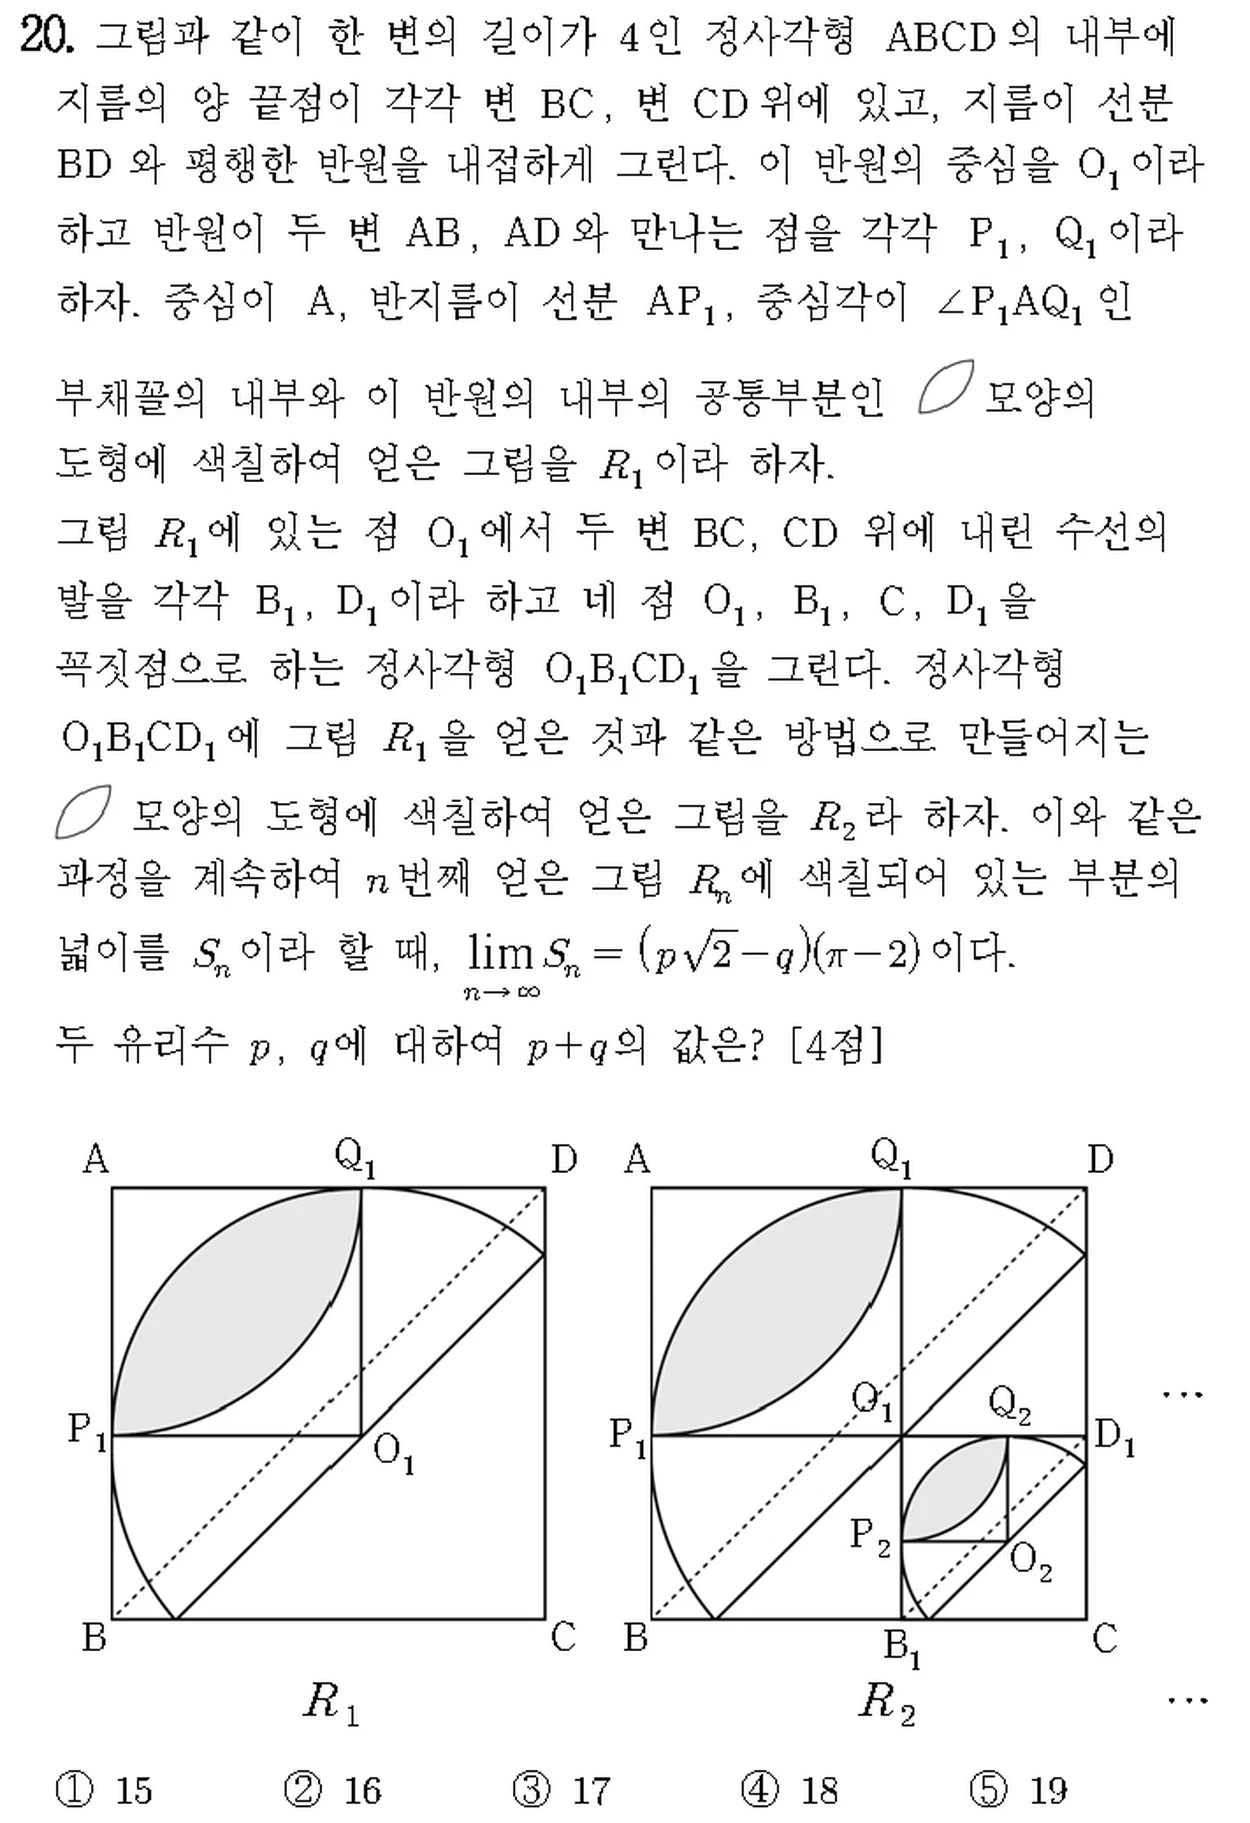 20. 그림과 같이 한 변의 길이가 4인 정사각형 ABCD의 내부에
지름의 양 끝점이 각각 변 BC, 변 CD위에 있고, 지름이 선분
BD와 평행한 반원을 내접하게 그린다. 이 반원의 중심을 O₁이라
하고 반원이 두 변 AB, AD와 만나는 점을 각각 P₁, Q₁이라
하자. 중심이 A, 반지름이 선분 AP₁, 중심각이 ∠P₁AQ₁인
부채꼴의 내부와 이 반원의 내부의 공통부분인 모양의
도형에 색칠하여 얻은 그림을 R₁이라 하자.
그림 R₁에 있는 점 O₁에서 두 변 BC, CD 위에 내린 수선의
발을 각각 B₁, D₁이라 하고 네 점 O₁, B₁, C, D₁을
꼭짓점으로 하는 정사각형 O₁B₁CD₁을 그린다. 정사각형
O₁B₁CD₁에 그림 R₁을 얻은 것과 같은 방법으로 만들어지는
모양의 도형에 색칠하여 얻은 그림을 R₂라 하자. 이와 같은
과정을 계속하여 n번째 얻은 그림 Rₙ에 색칠되어 있는 부분의
넓이를 Sₙ이라 할 때, lim n→∞ Sₙ = (p√2−q)(π−2)이다.
두 유리수 p, q에 대하여 p+q의 값은? [4점]
A Q₁ D A Q₁ D
P₁ O₁ P₁ O₁ Q₂ D₁ ⋯
P₂ O₂
B C B B₁ C
R₁ R₂ ⋯
① 15 ② 16 ③ 17 ④ 18 ⑤ 19